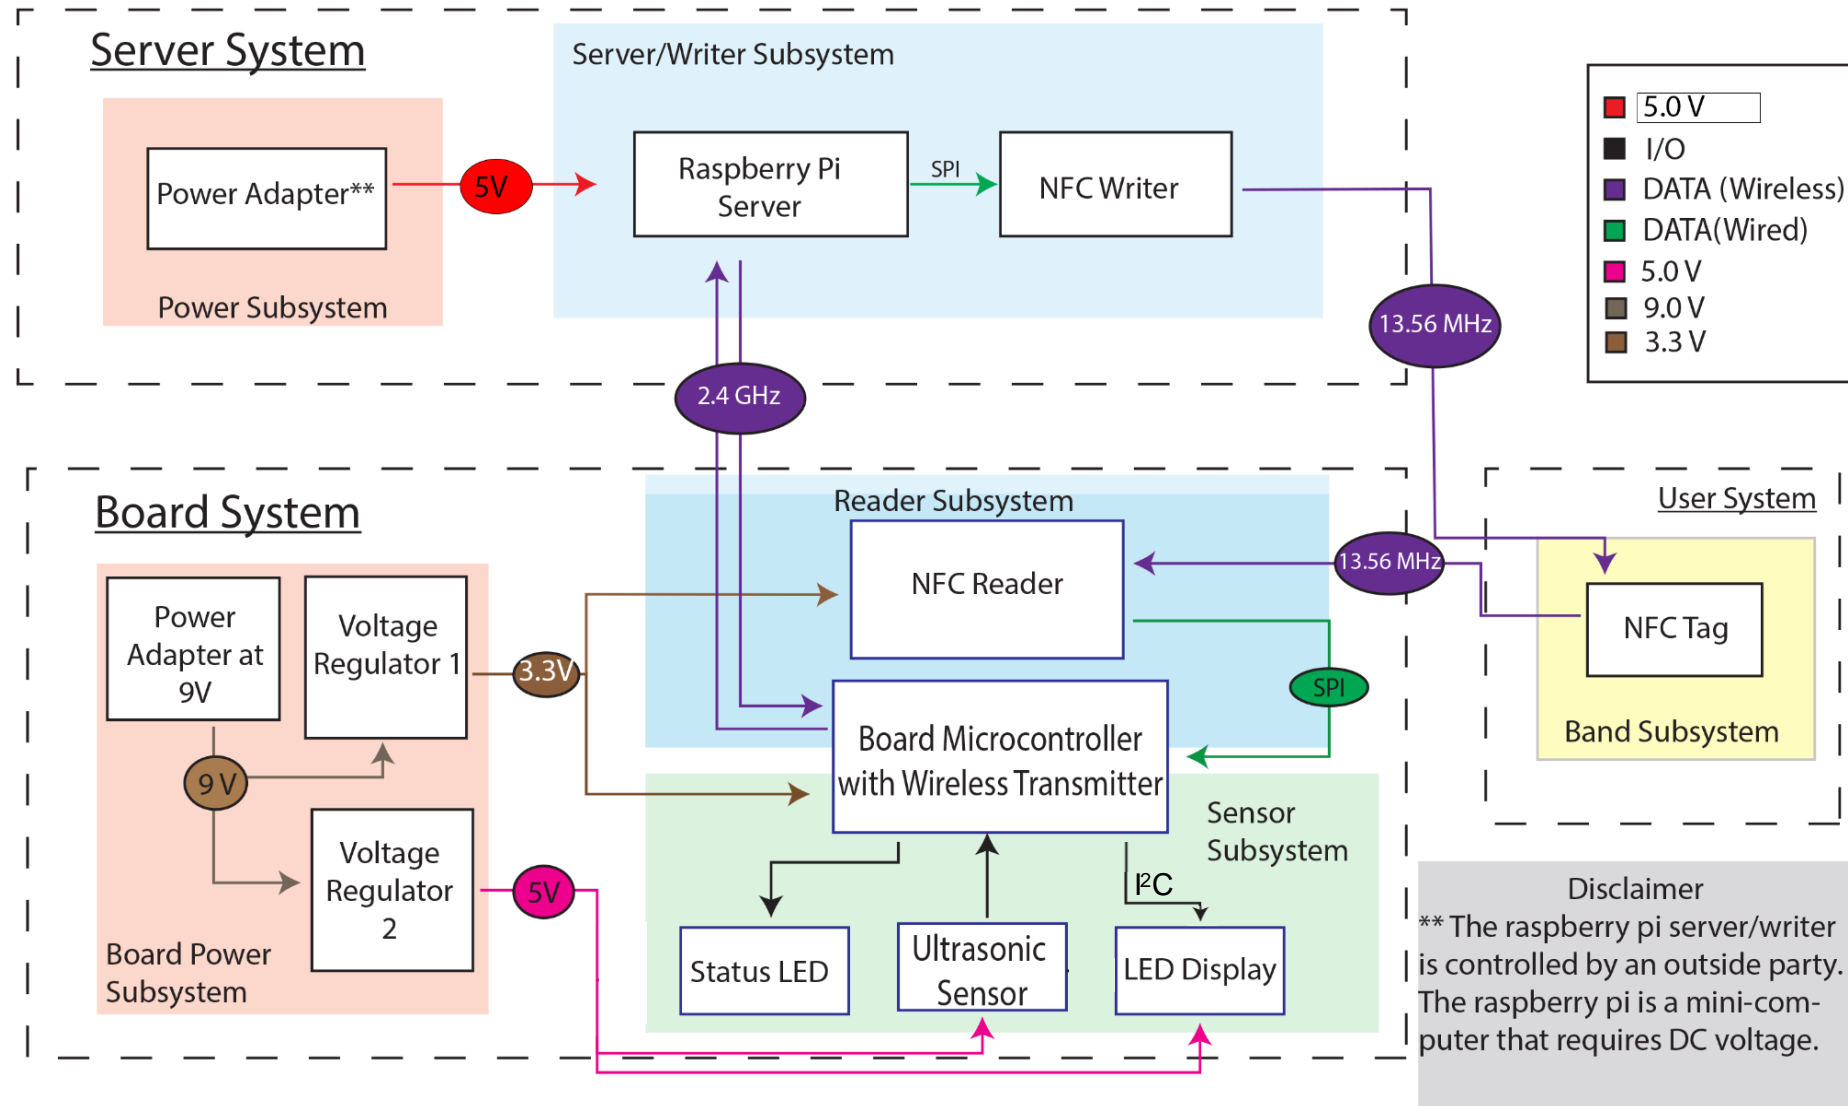 Server System
Server/Writer Subsystem
Power Adapter**
Power Subsystem
5V
Raspberry Pi
Server
SPI
NFC Writer
13.56 MHz
2.4 GHz
5.0 V
I/O
DATA (Wireless)
DATA(Wired)
5.0 V
9.0 V
3.3 V
Board System
Reader Subsystem
NFC Reader
13.56 MHz
User System
NFC Tag
Band Subsystem
Power
Adapter at
9V
Voltage
Regulator 1
3.3V
9 V
Voltage
Regulator
2
5V
Board Power
Subsystem
SPI
Board Microcontroller
with Wireless Transmitter
Sensor
Subsystem
I²C
Status LED
Ultrasonic
Sensor
LED Display
Disclaimer
** The raspberry pi server/writer
is controlled by an outside party.
The raspberry pi is a mini-com-
puter that requires DC voltage.